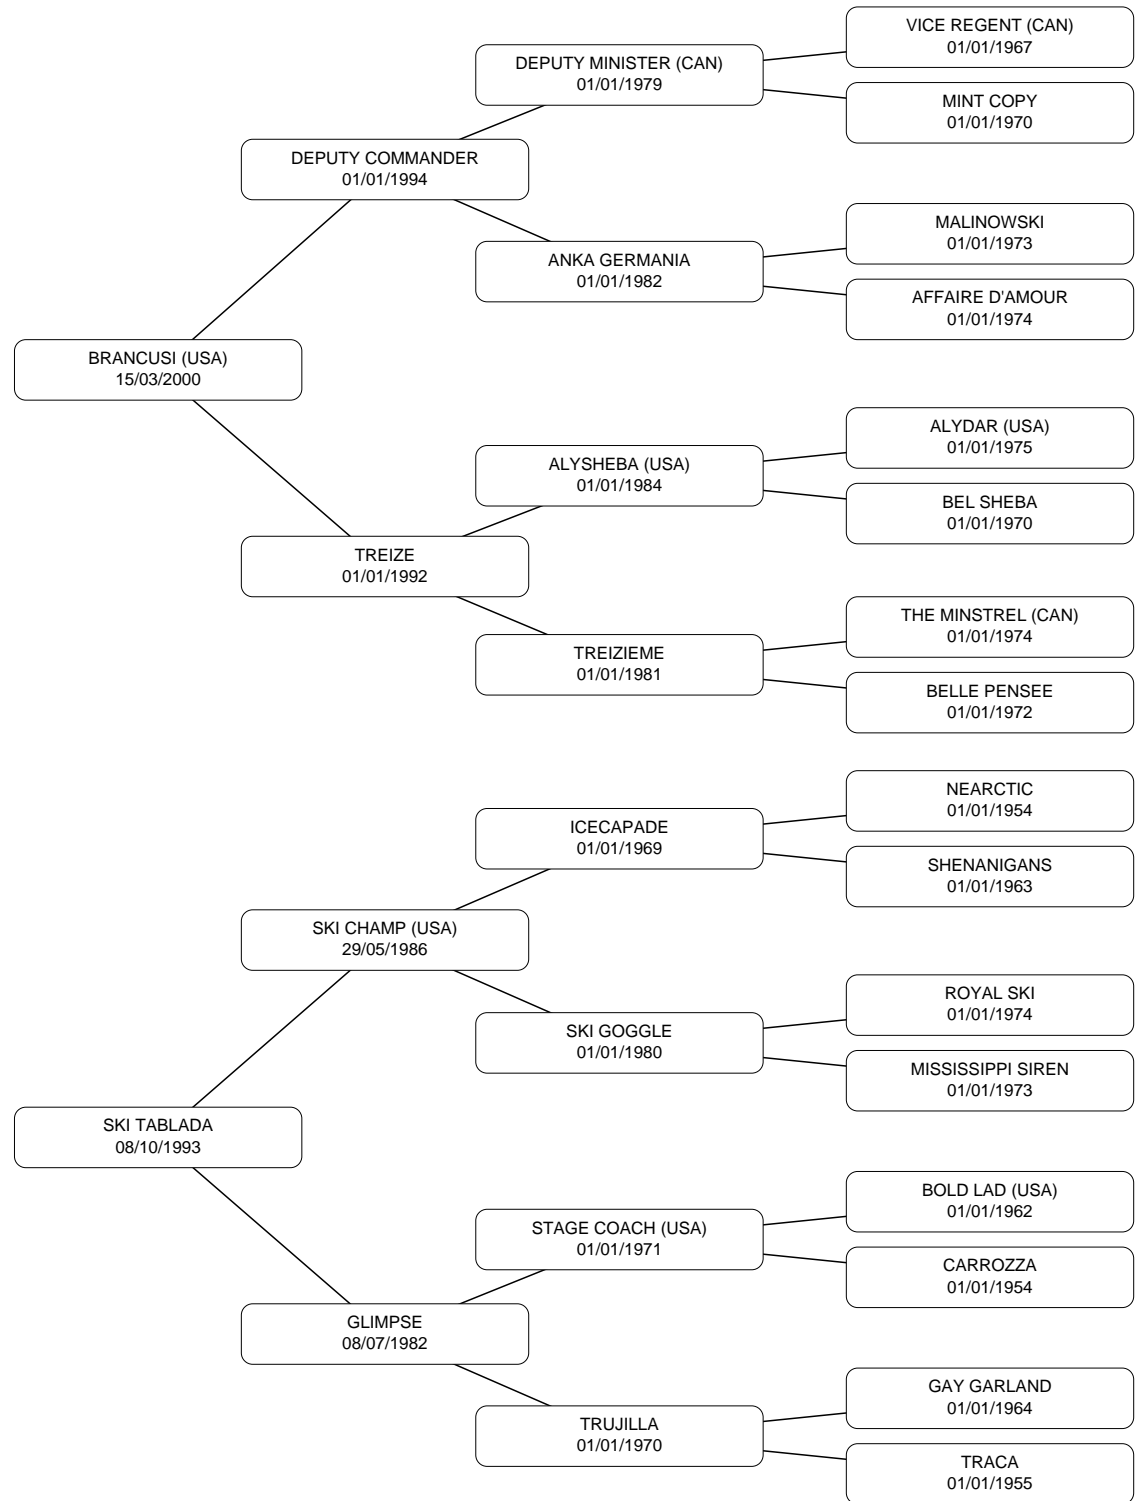 VICE REGENT (CAN)
01/01/1967
DEPUTY MINISTER (CAN)
01/01/1979
MINT COPY
01/01/1970
DEPUTY COMMANDER
01/01/1994
MALINOWSKI
01/01/1973
ANKA GERMANIA
01/01/1982
AFFAIRE D'AMOUR
01/01/1974
BRANCUSI (USA)
15/03/2000
ALYDAR (USA)
01/01/1975
ALYSHEBA (USA)
01/01/1984
BEL SHEBA
01/01/1970
TREIZE
01/01/1992
THE MINSTREL (CAN)
01/01/1974
TREIZIEME
01/01/1981
BELLE PENSEE
01/01/1972
NEARCTIC
01/01/1954
ICECAPADE
01/01/1969
SHENANIGANS
01/01/1963
SKI CHAMP (USA)
29/05/1986
ROYAL SKI
01/01/1974
SKI GOGGLE
01/01/1980
MISSISSIPPI SIREN
01/01/1973
SKI TABLADA
08/10/1993
BOLD LAD (USA)
01/01/1962
STAGE COACH (USA)
01/01/1971
CARROZZA
01/01/1954
GLIMPSE
08/07/1982
GAY GARLAND
01/01/1964
TRUJILLA
01/01/1970
TRACA
01/01/1955